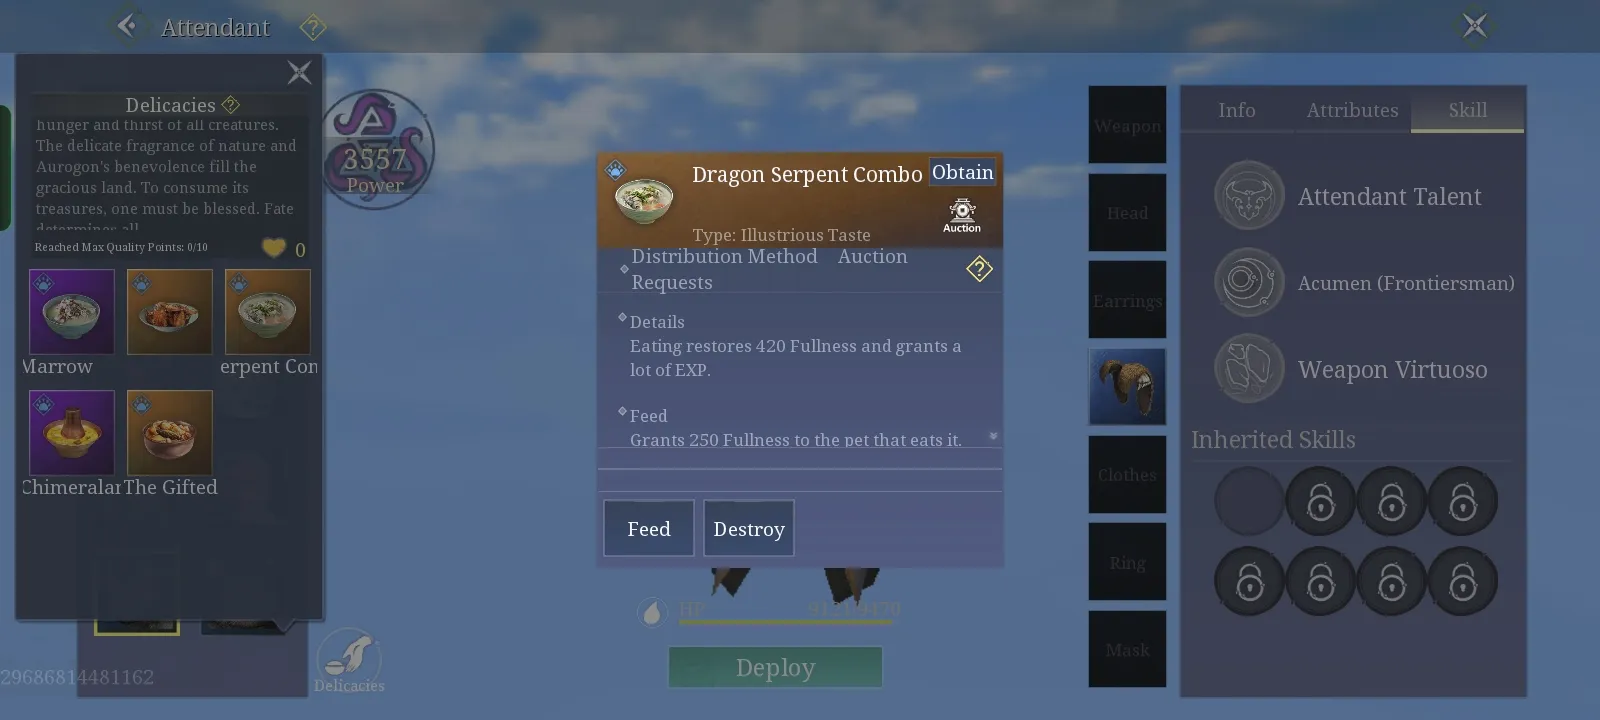 Attendant
Delicacies
hunger and thirst of all creatures.
The delicate fragrance of nature and
Aurogon's benevolence fill the
gracious land. To consume its
treasures, one must be blessed. Fate
determines all
Reached Max Quality Points: 0/10
0
Marrow
erpent Con
Chimeralar
The Gifted
29686814481162
Delicacies
3557
Power
Dragon Serpent Combo
Obtain
Auction
Type: Illustrious Taste
Distribution Method Auction
Requests
Details
Eating restores 420 Fullness and grants a
lot of EXP.
Feed
Grants 250 Fullness to the pet that eats it.
Feed
Destroy
HP
Deploy
Weapon
Head
Earrings
Clothes
Ring
Mask
Info
Attributes
Skill
Attendant Talent
Acumen (Frontiersman)
Weapon Virtuoso
Inherited Skills